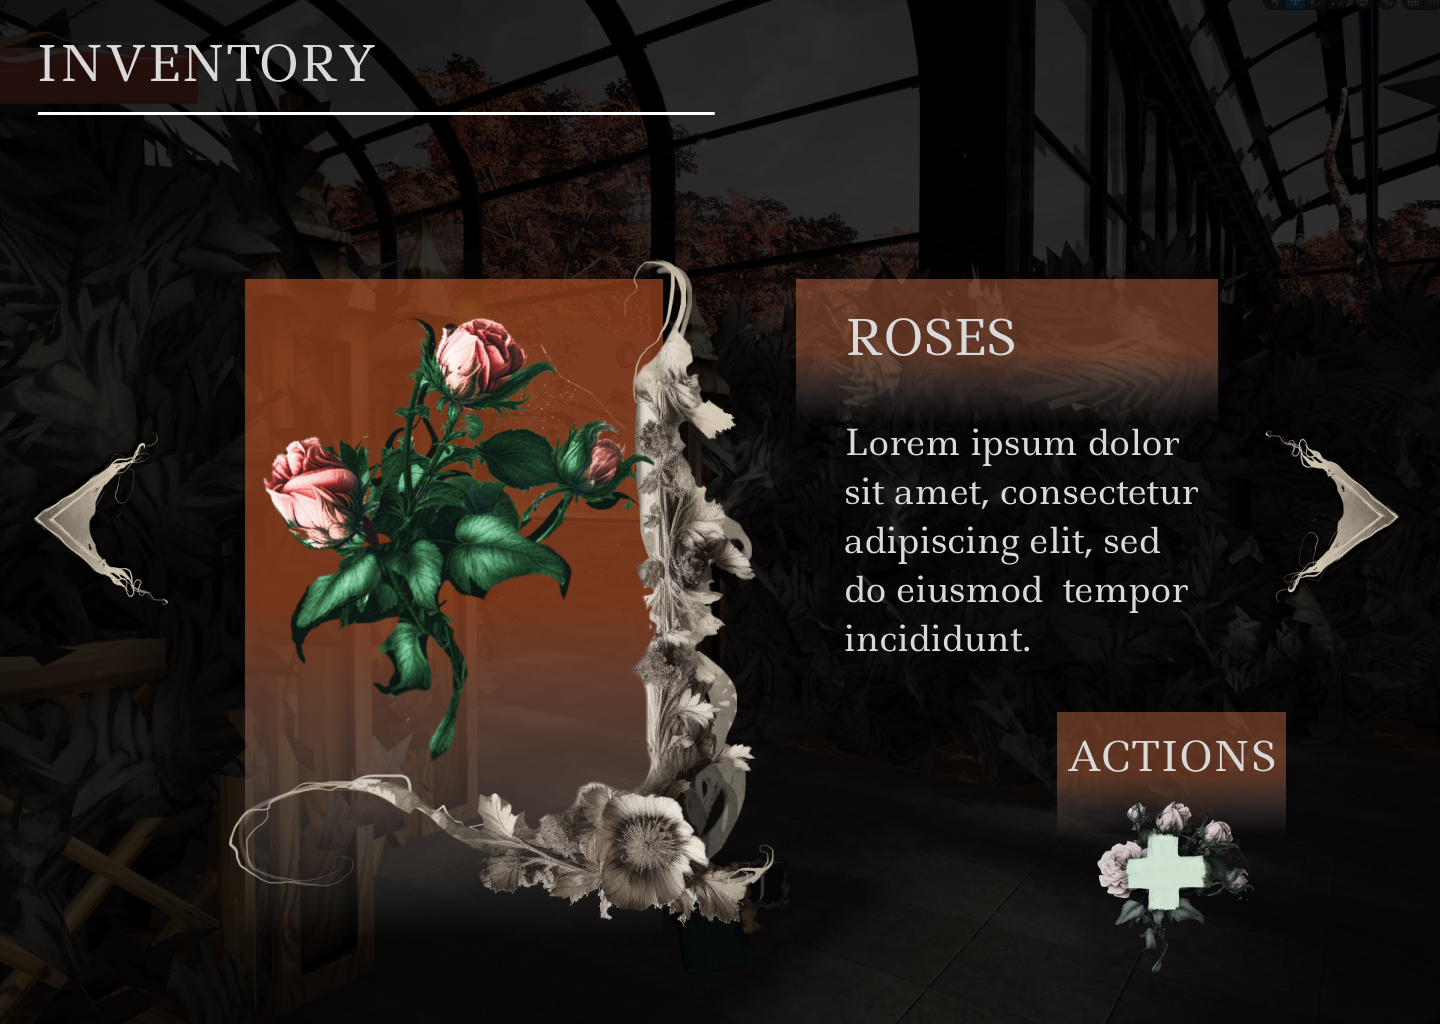 INVENTORY
ROSES
Lorem ipsum dolor
sit amet, consectetur
adipiscing elit, sed
do eiusmod  tempor
incididunt.
ACTIONS